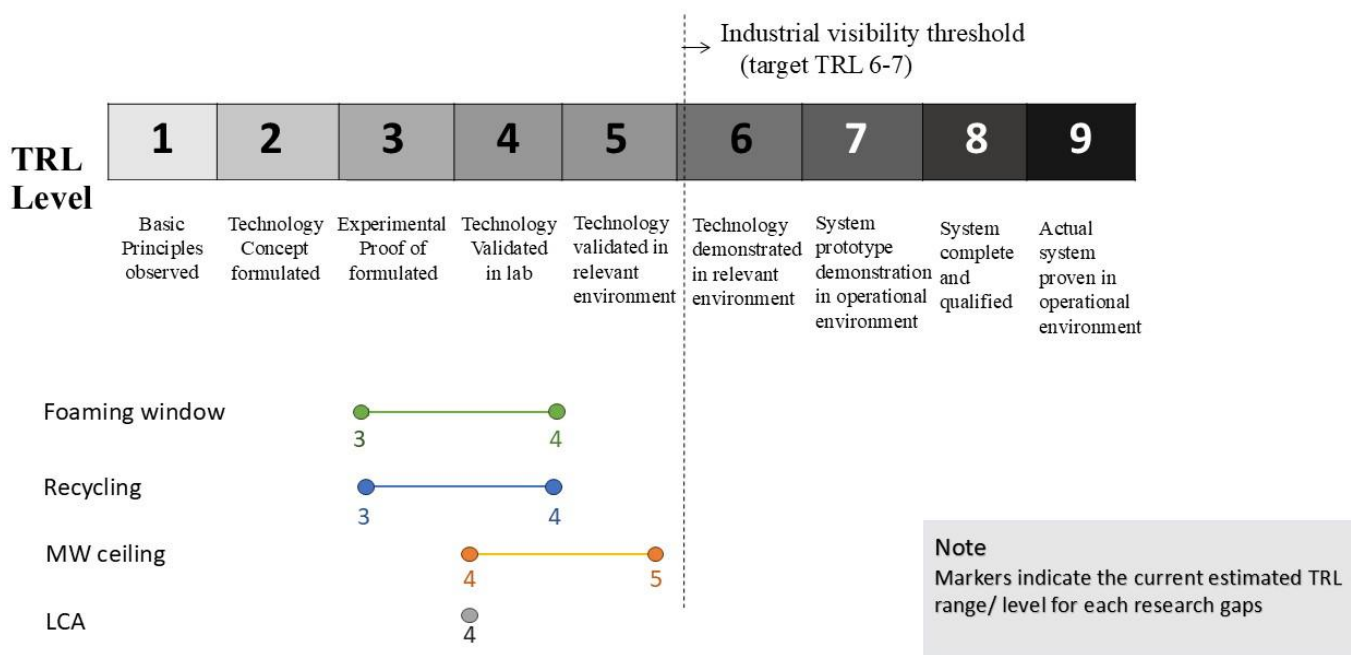 Industrial visibility threshold
(target TRL 6-7)
TRL
Level
1 2 3 4 5 6 7 8 9
Basic
Principles
observed
Technology
Concept
formulated
Experimental
Proof of
formulated
Technology
Validated
in lab
Technology
validated in
relevant
environment
Technology
demonstrated
in relevant
environment
System
prototype
demonstration
in operational
environment
System
complete
and
qualified
Actual
system
proven in
operational
environment
Foaming window
3 4
Recycling
3 4
MW ceiling
4 5
LCA
4
Note
Markers indicate the current estimated TRL
range/ level for each research gaps